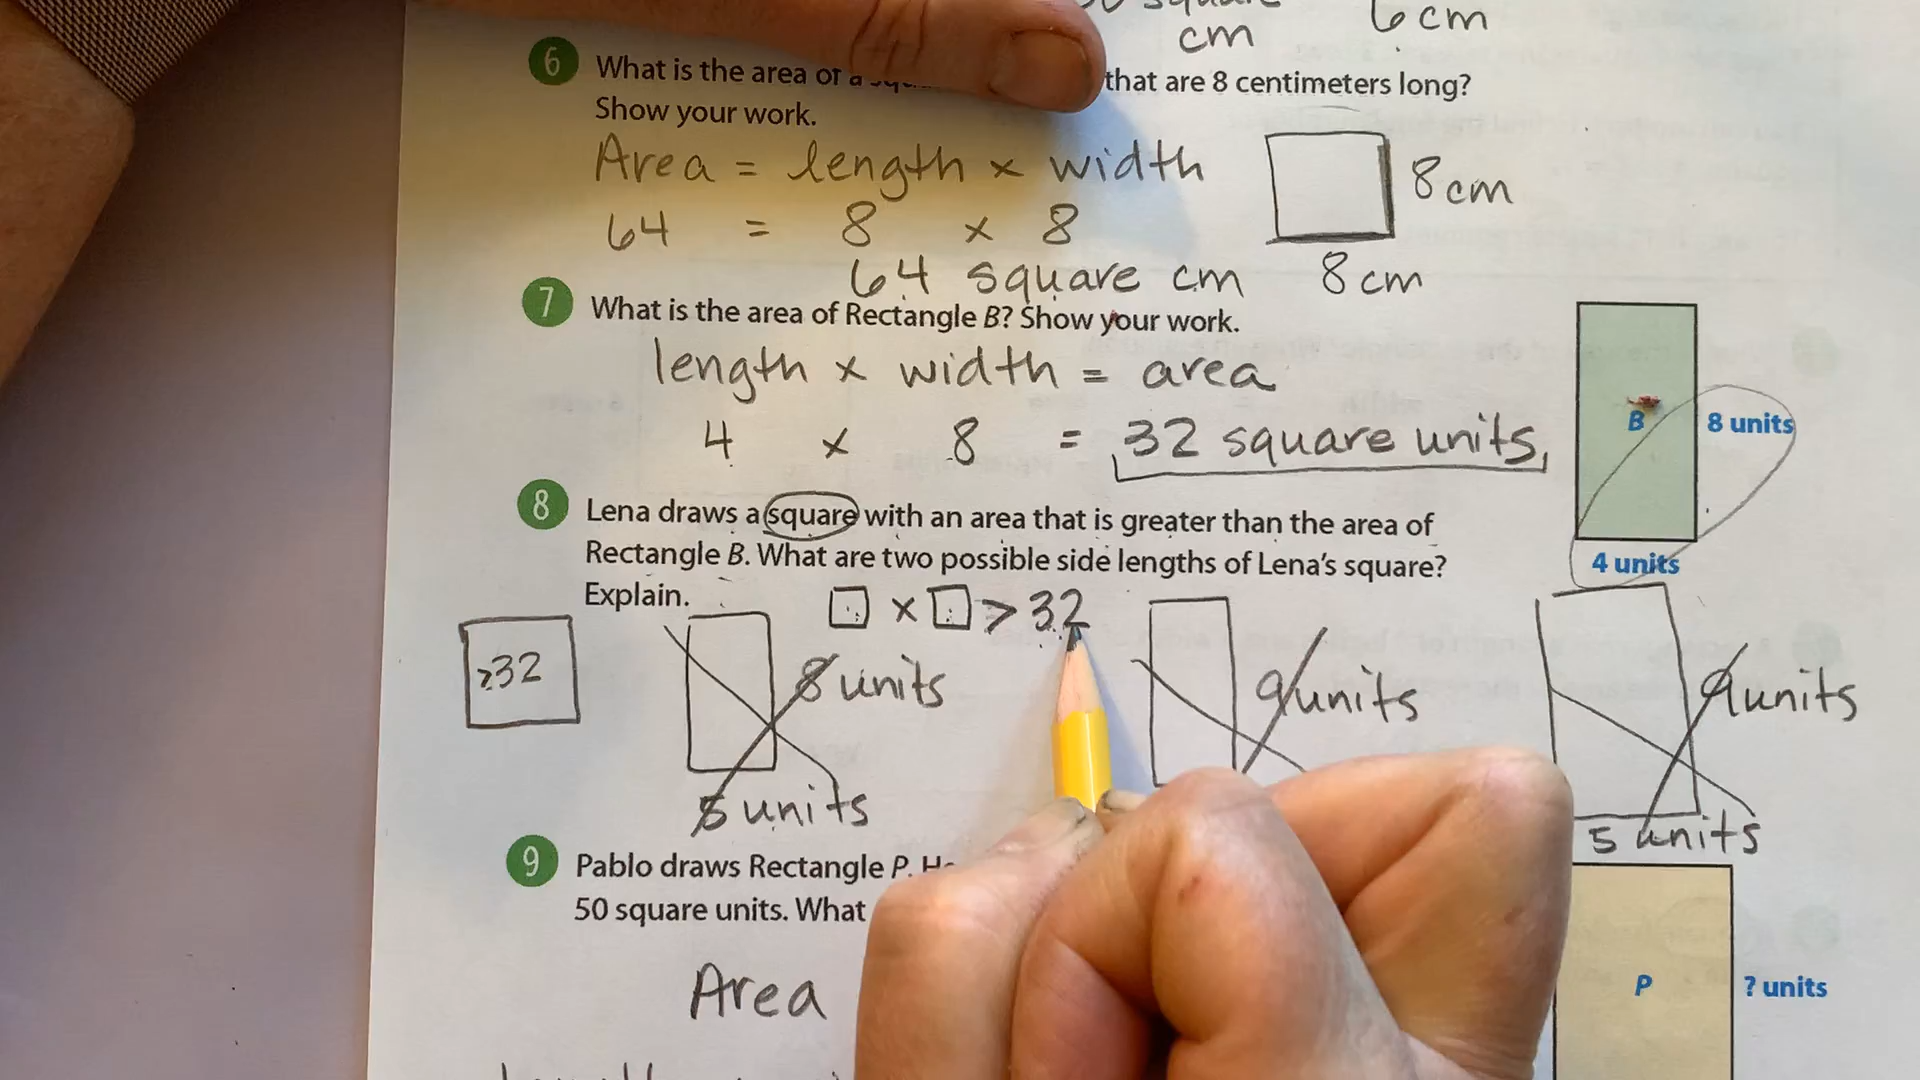 cm 6 cm
6 What is the area of a that are 8 centimeters long?
Show your work.
Area = length x width
8 cm
64 = 8 x 8
64 square cm 8 cm
7 What is the area of Rectangle B? Show your work.
length x width = area
4 x 8 = 32 square units
B 8 units
4 units
8 Lena draws a square with an area that is greater than the area of
Rectangle B. What are two possible side lengths of Lena's square?
Explain.
□ x □ > 32
>32
8 units 9 units 9 units
units 5 units
9 Pablo draws Rectangle P.
50 square units. What
Area
P ? units